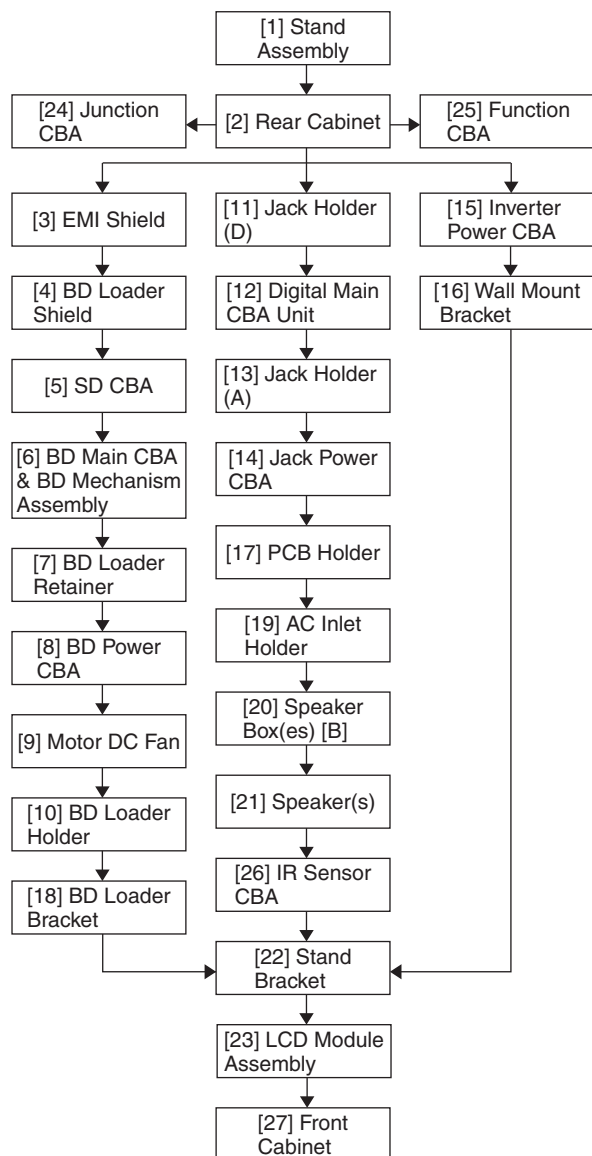 [1] Stand
Assembly
[24] Junction
CBA
[2] Rear Cabinet
[25] Function
CBA
[3] EMI Shield
[11] Jack Holder
(D)
[15] Inverter
Power CBA
[4] BD Loader
Shield
[12] Digital Main
CBA Unit
[16] Wall Mount
Bracket
[5] SD CBA
[13] Jack Holder
(A)
[6] BD Main CBA
& BD Mechanism
Assembly
[14] Jack Power
CBA
[7] BD Loader
Retainer
[17] PCB Holder
[8] BD Power
CBA
[19] AC Inlet
Holder
[9] Motor DC Fan
[20] Speaker
Box(es) [B]
[10] BD Loader
Holder
[21] Speaker(s)
[18] BD Loader
Bracket
[26] IR Sensor
CBA
[22] Stand
Bracket
[23] LCD Module
Assembly
[27] Front
Cabinet